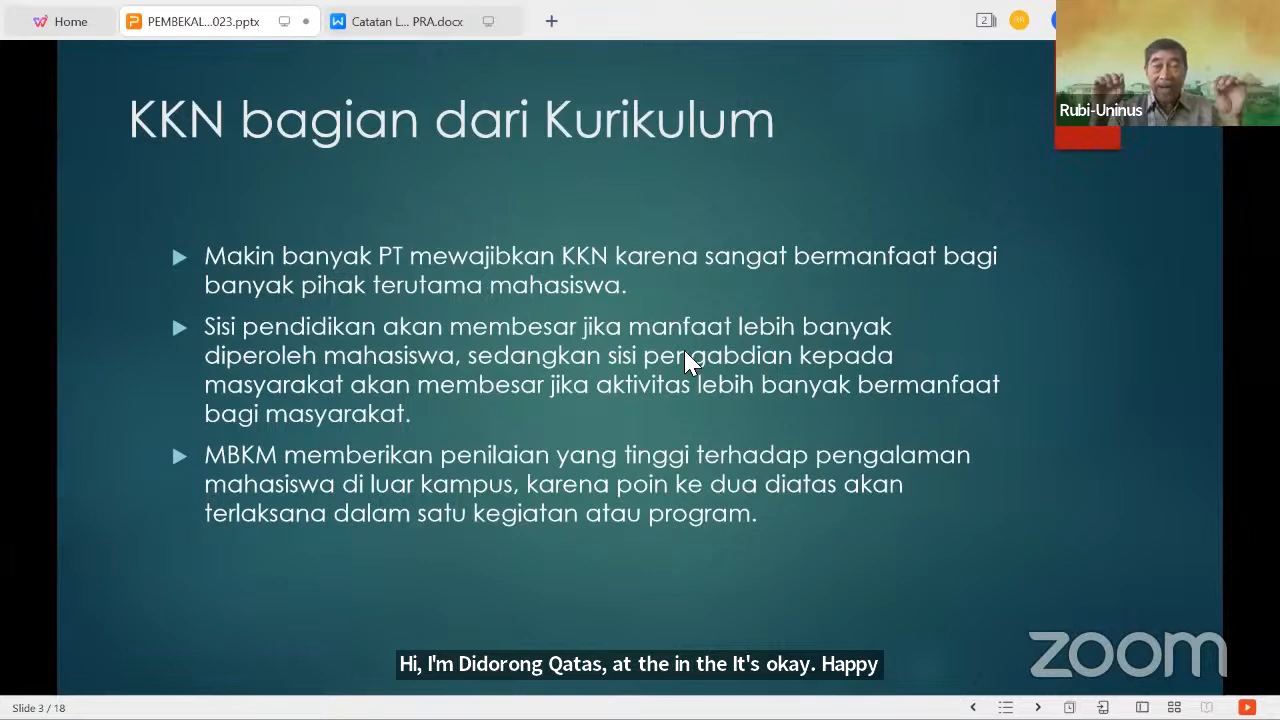 Home
PEMBEKAL...023.pptx
Catatan L... PRA.docx
2
Rubi-Uninus
KKN bagian dari Kurikulum
Makin banyak PT mewajibkan KKN karena sangat bermanfaat bagi
banyak pihak terutama mahasiswa.
Sisi pendidikan akan membesar jika manfaat lebih banyak
diperoleh mahasiswa, sedangkan sisi pengabdian kepada
masyarakat akan membesar jika aktivitas lebih banyak bermanfaat
bagi masyarakat.
MBKM memberikan penilaian yang tinggi terhadap pengalaman
mahasiswa di luar kampus, karena poin ke dua diatas akan
terlaksana dalam satu kegiatan atau program.
Hi, I'm Didorong Qatas, at the in the It's okay. Happy
zoom
Slide 3 / 18